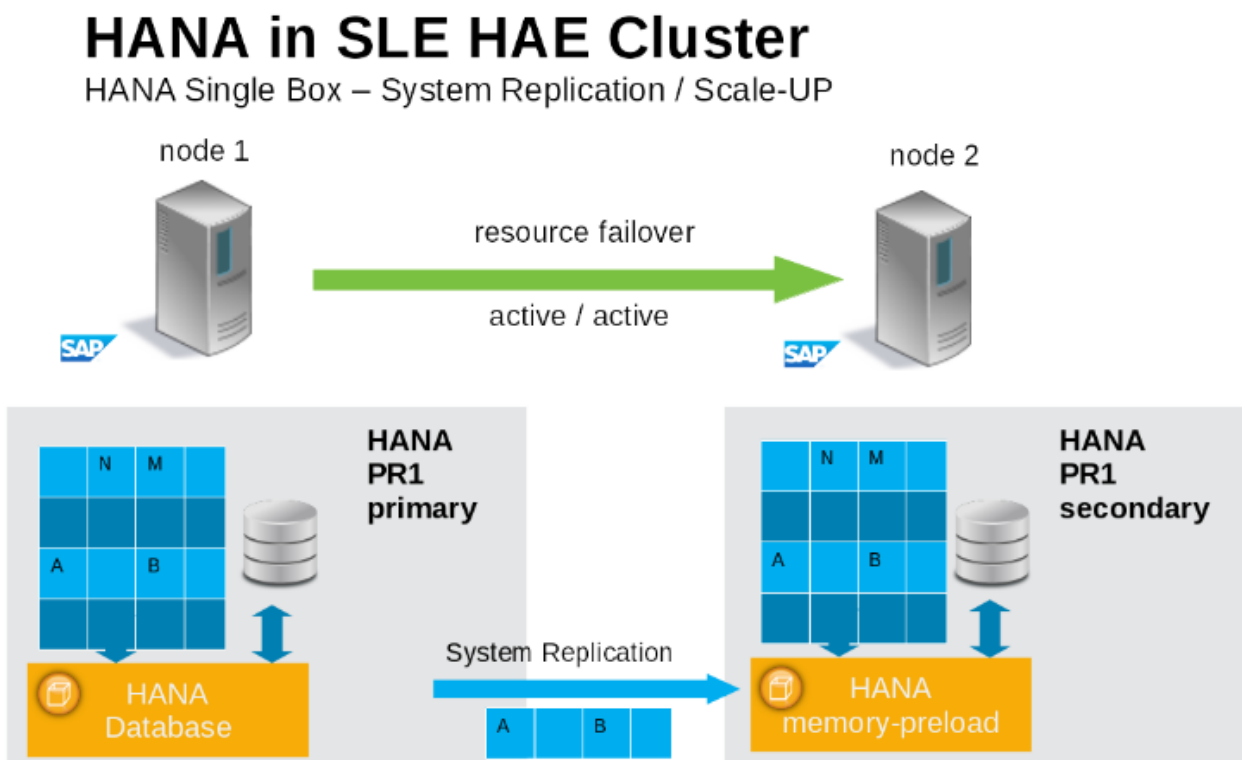 HANA in SLE HAE Cluster
HANA Single Box – System Replication / Scale-UP
node 1
node 2
resource failover
active / active
SAP
SAP
N M
A B
HANA
PR1
primary
N M
A B
HANA
PR1
secondary
System Replication
A B
HANA
Database
HANA
memory-preload